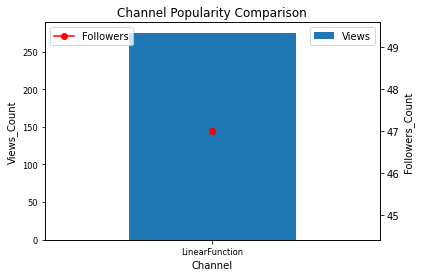 Channel Popularity Comparison
Followers
Views
250
200
150
100
50
0
Views_Count
49
48
47
46
45
Followers_Count
LinearFunction
Channel